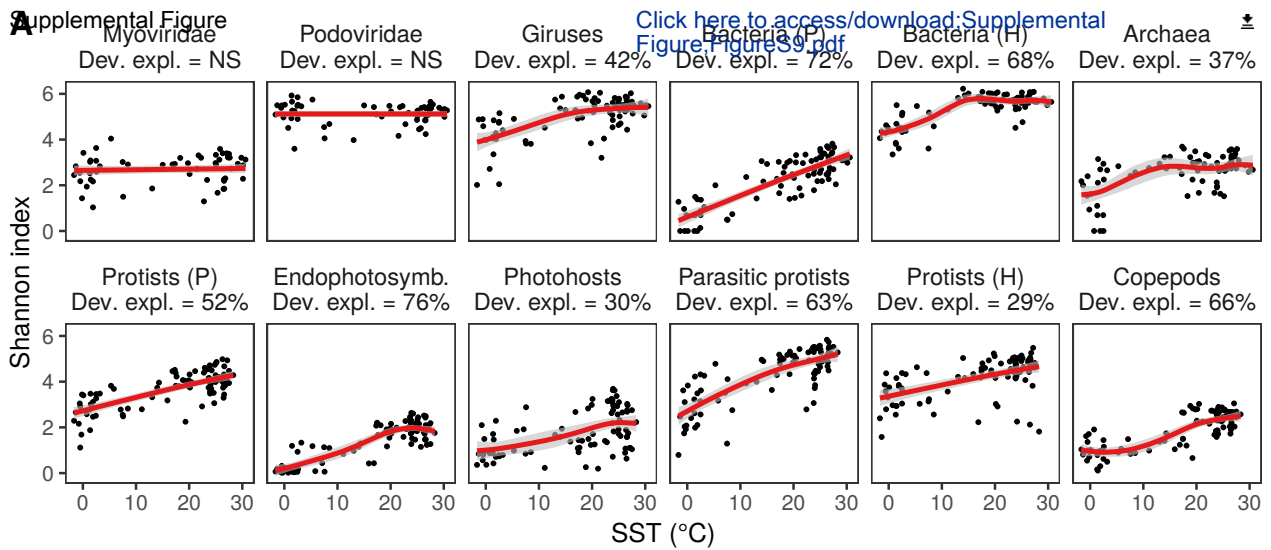 Supplemental Figure
Click here to access/download;Supplemental
Figure;FigureS9.pdf
A
Myoviridae
Dev. expl. = NS
Podoviridae
Dev. expl. = NS
Giruses
Dev. expl. = 42%
Bacteria (P)
Dev. expl. = 72%
Bacteria (H)
Dev. expl. = 68%
Archaea
Dev. expl. = 37%
6
4
2
0
Protists (P)
Dev. expl. = 52%
Endophotosymb.
Dev. expl. = 76%
Photohosts
Dev. expl. = 30%
Parasitic protists
Dev. expl. = 63%
Protists (H)
Dev. expl. = 29%
Copepods
Dev. expl. = 66%
6
4
2
0
0 10 20 30
0 10 20 30
0 10 20 30
0 10 20 30
0 10 20 30
0 10 20 30
Shannon index
SST (°C)